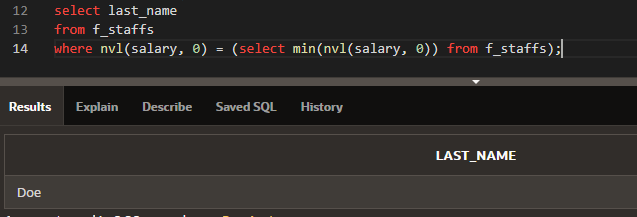 12 select last_name
13 from f_staffs
14 where nvl(salary, 0) = (select min(nvl(salary, 0)) from f_staffs);
Results Explain Describe Saved SQL History
LAST_NAME
Doe